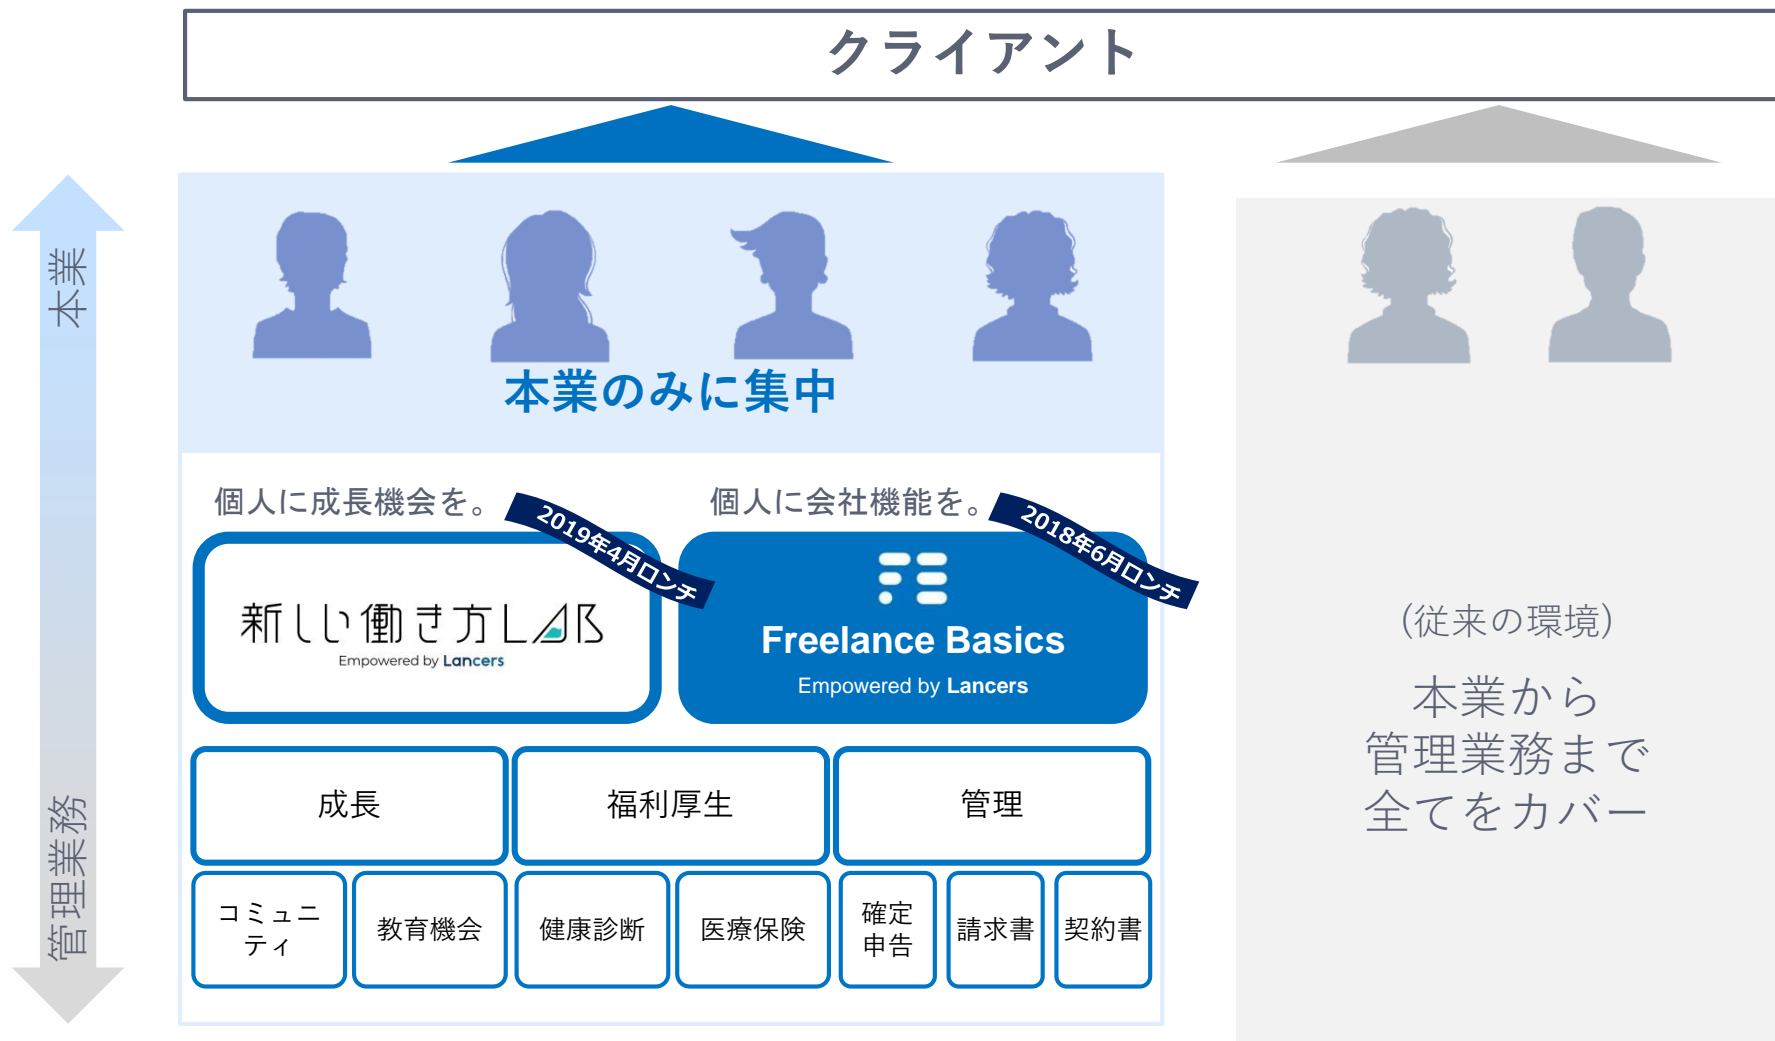 クライアント
本業
管理業務
本業のみに集中
個人に成長機会を。
2019年4月ロンチ
新しい働き方LAB
Empowered by Lancers
個人に会社機能を。
2018年6月ロンチ
Freelance Basics
Empowered by Lancers
成長
福利厚生
管理
コミュニ
ティ
教育機会
健康診断
医療保険
確定
申告
請求書
契約書
(従来の環境)
本業から
管理業務まで
全てをカバー